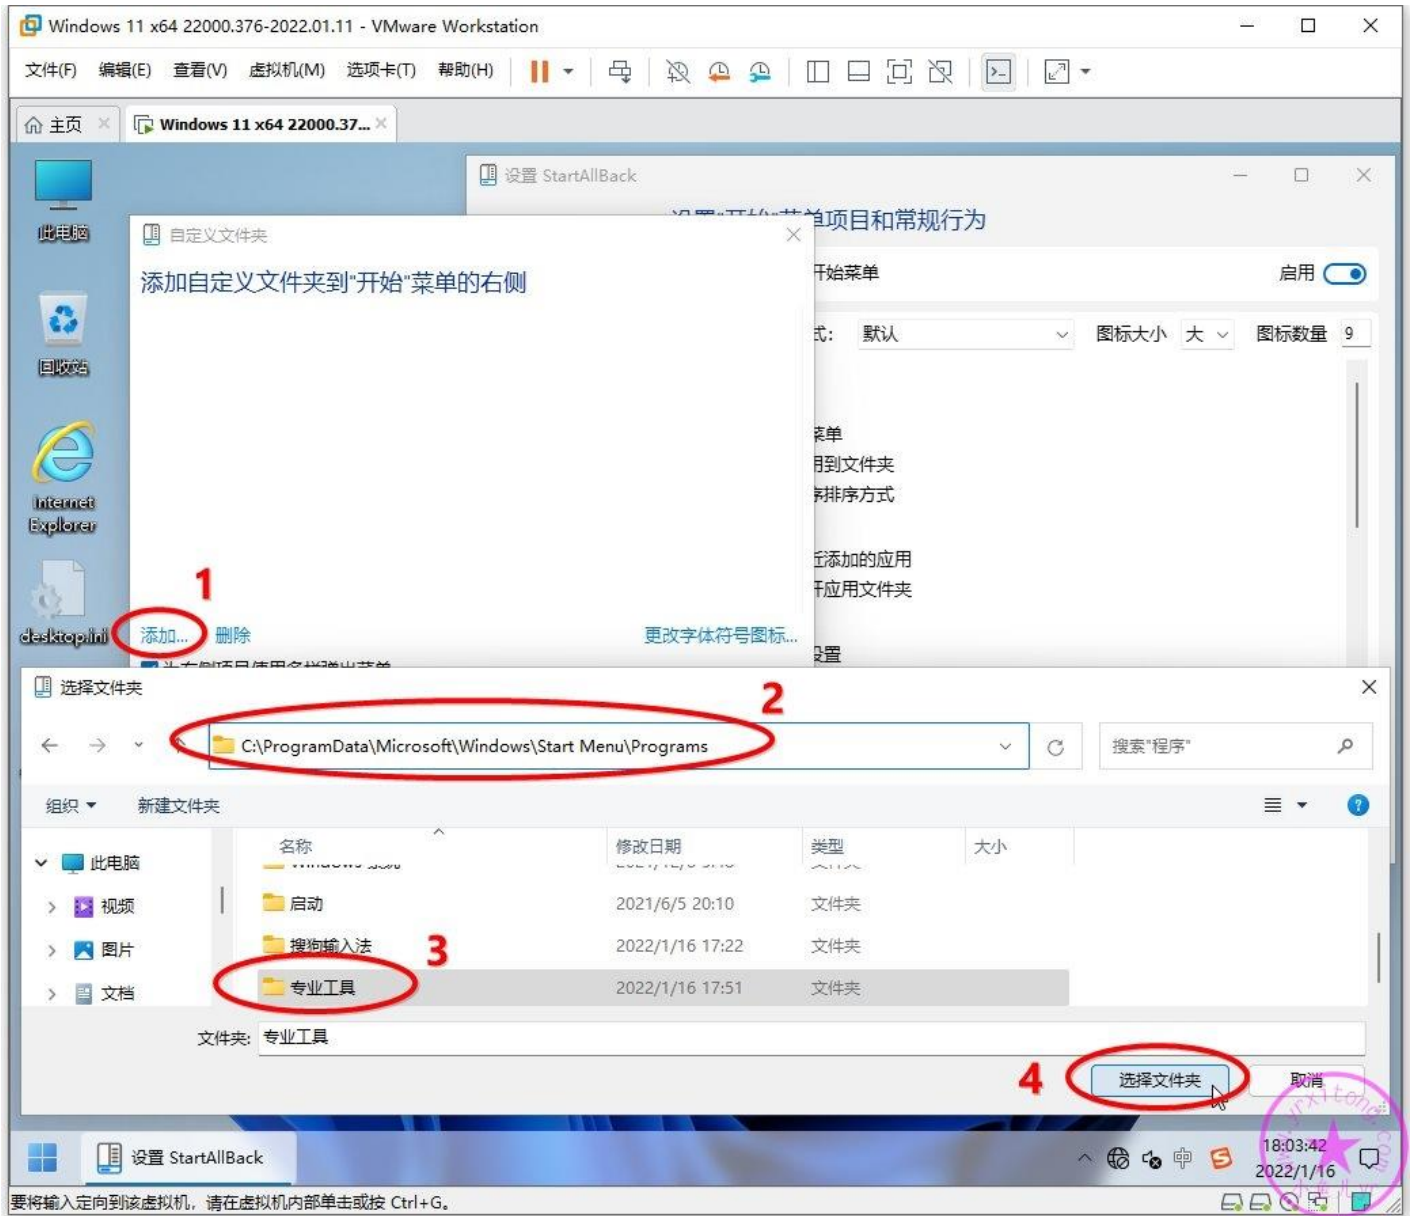 Windows 11 x64 22000.376-2022.01.11 - VMware Workstation
文件(F) 编辑(E) 查看(V) 虚拟机(M) 选项卡(T) 帮助(H)
主页 Windows 11 x64 22000.37...
设置 StartAllBack
此电脑
自定义文件夹
单项目和常规行为
添加自定义文件夹到"开始"菜单的右侧
开始菜单 启用
式: 默认 图标大小 大 图标数量 9
回收站
菜单
用到文件夹
序排序方式
Internet
Explorer
近添加的应用
开应用文件夹
1
desktop.ini 添加... 删除 更改字体符号图标...
设置
选择文件夹
2
C:\ProgramData\Microsoft\Windows\Start Menu\Programs 搜索"程序"
组织 新建文件夹
名称 修改日期 类型 大小
此电脑
视频 启动 2021/6/5 20:10 文件夹
图片 搜狗输入法 2022/1/16 17:22 文件夹
3
文档 专业工具 2022/1/16 17:51 文件夹
文件夹: 专业工具
4 选择文件夹 取消
设置 StartAllBack 中 18:03:42
2022/1/16
要将输入定向到该虚拟机，请在虚拟机内部单击或按 Ctrl+G。